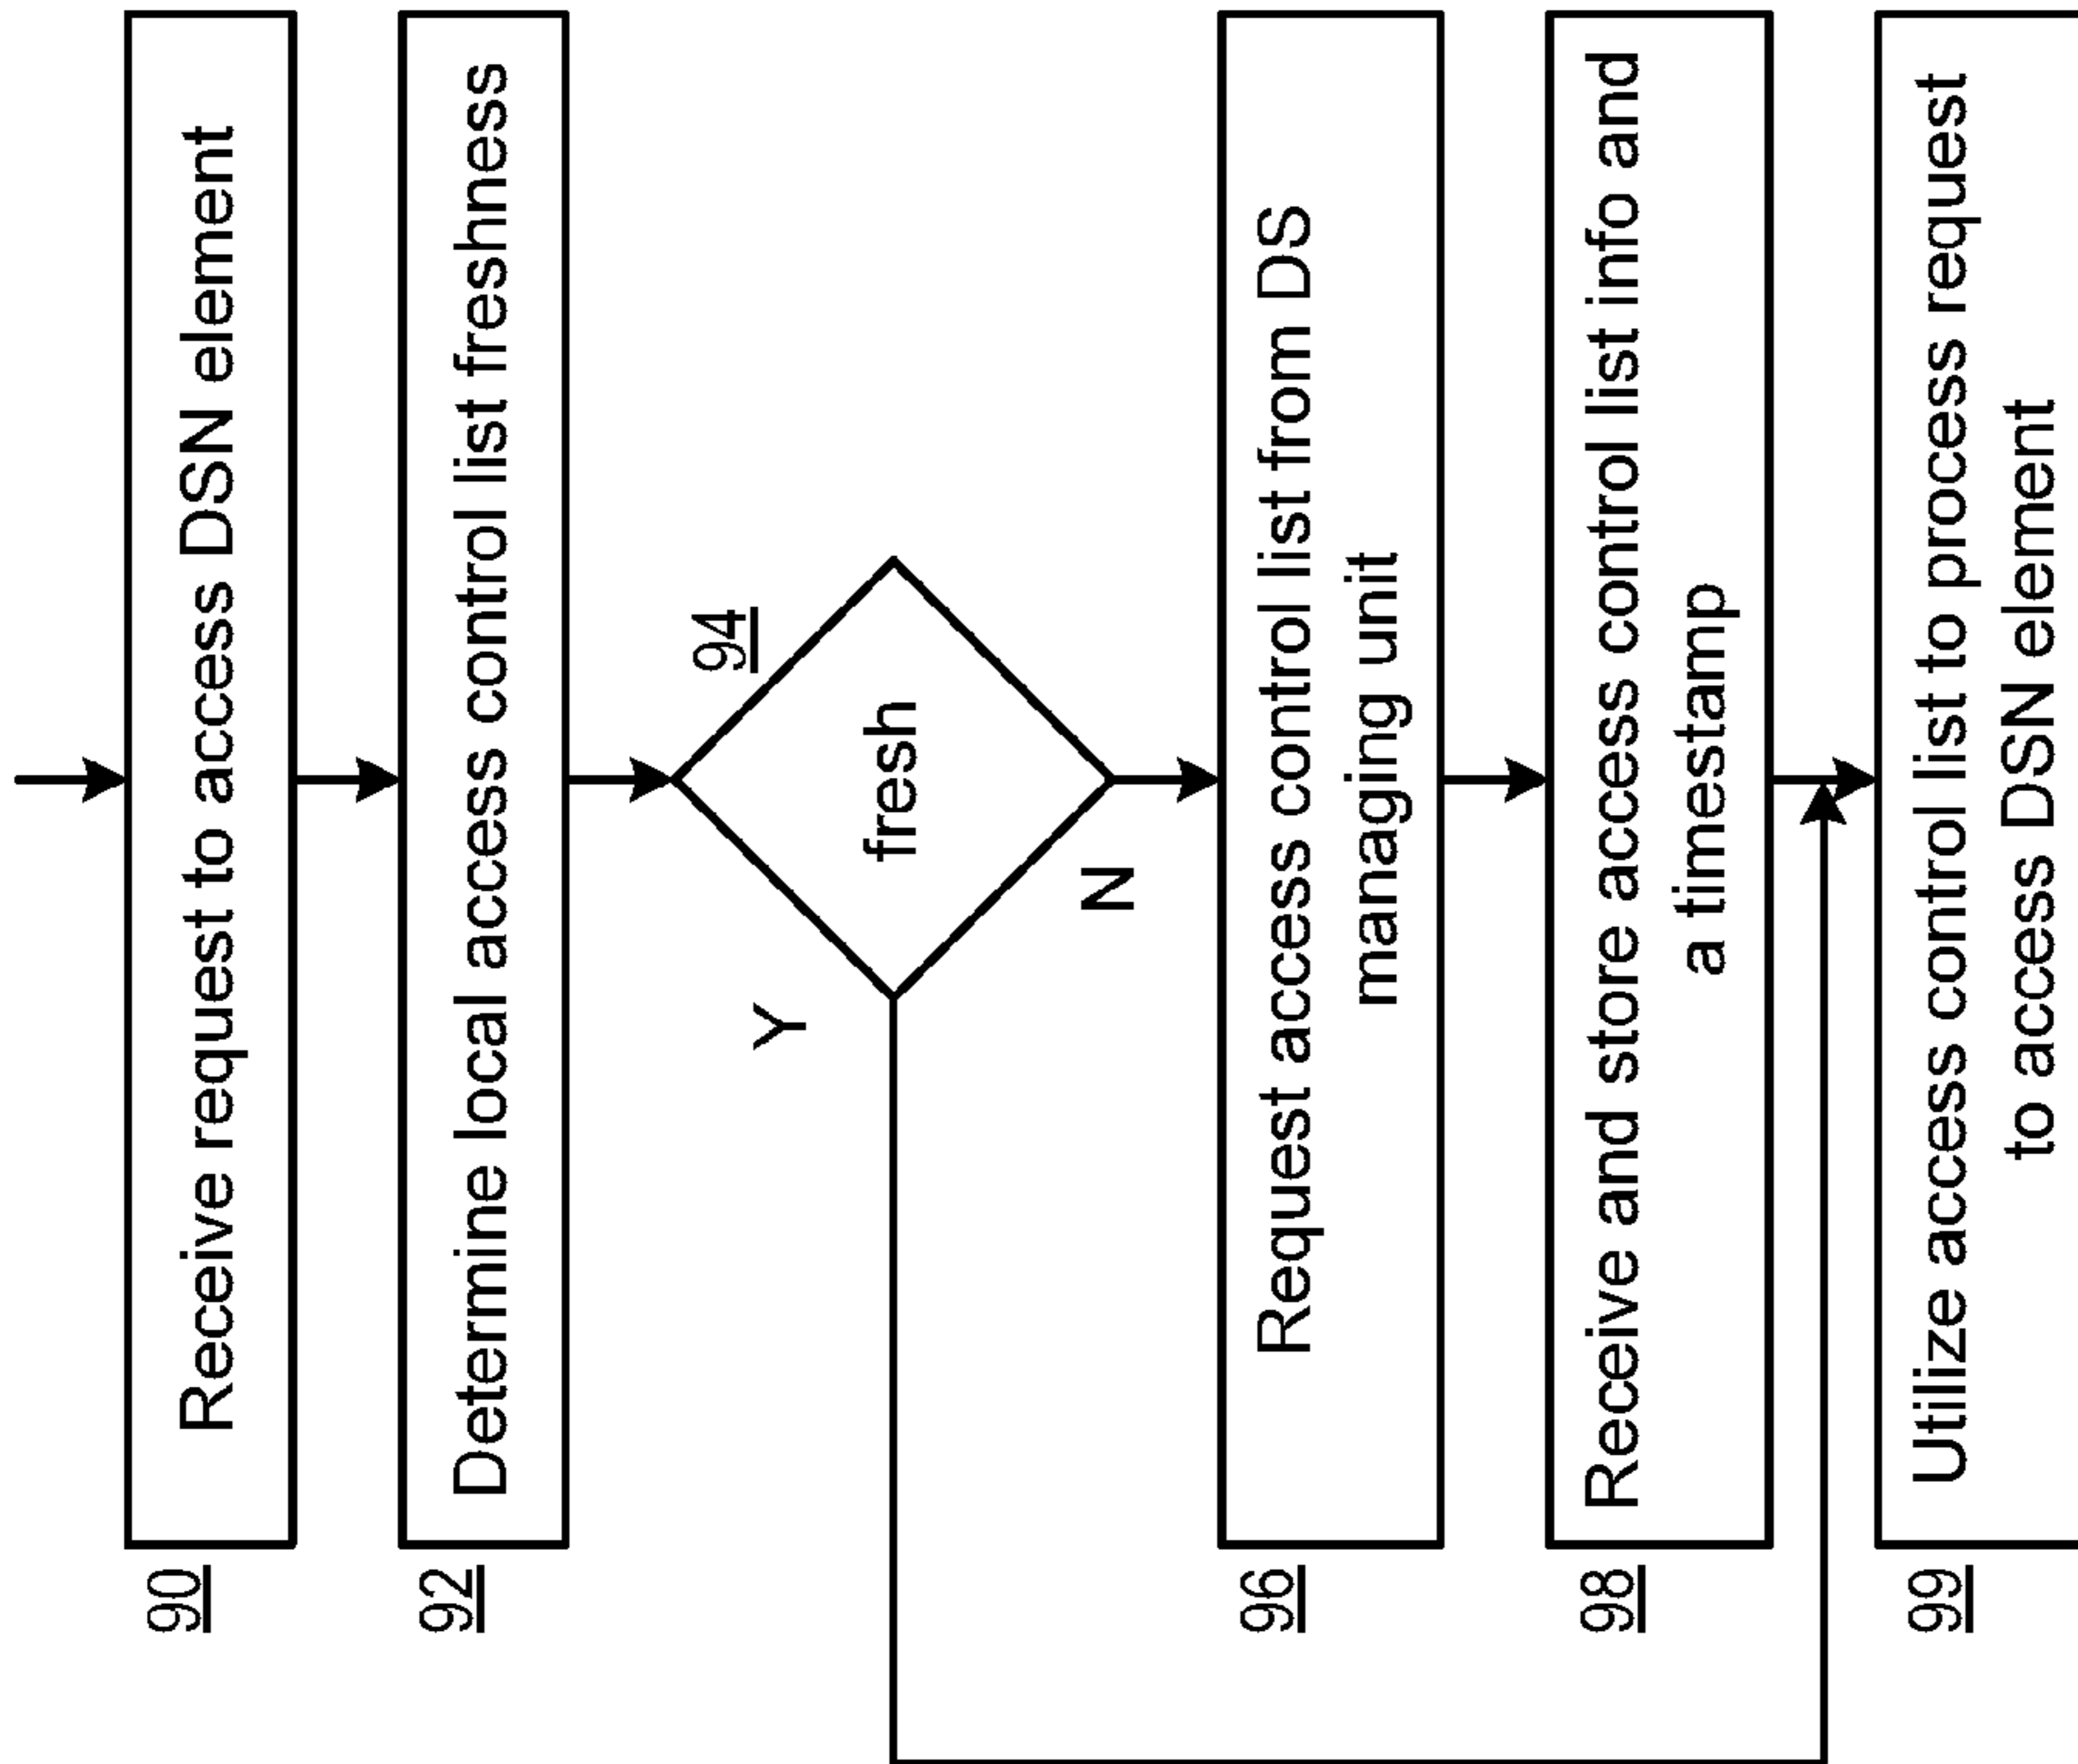 90
Receive request to access DSN element
92
Determine local access control list freshness
94
fresh
Y
N
96
Request access control list from DS
managing unit
98
Receive and store access control list info and
a timestamp
99
Utilize access control list to process request
to access DSN element